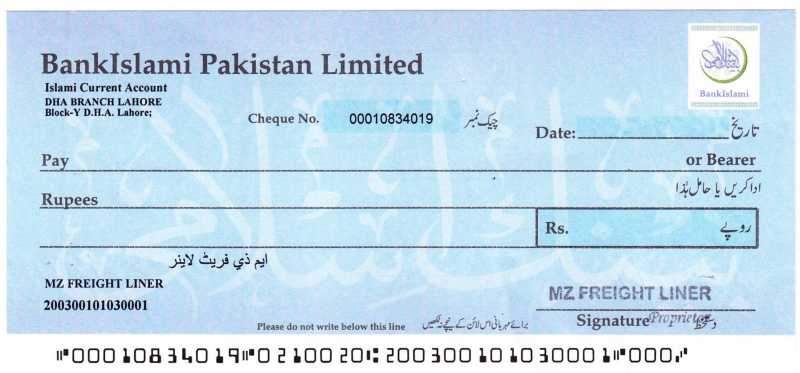 BankIslami Pakistan Limited
Islami Current Account
DHA BRANCH LAHORE
Block-Y D.H.A. Lahore;
BankIslami
Cheque No. 00010834019 چیک نمبر
Date: تاریخ
Pay or Bearer
ادا کریں یا حامل ہٰذا
Rupees
Rs. روپے
ایم ذي فريٹ لاينر
MZ FREIGHT LINER
200300101030001
MZ FREIGHT LINER
Signature Proprietor دستخط
Please do not write below this line برائے مہربانی اس لائن کے نیچے نہ لکھیں
⑈00010834019⑈0210020⑆200300101030001⑈000⑇